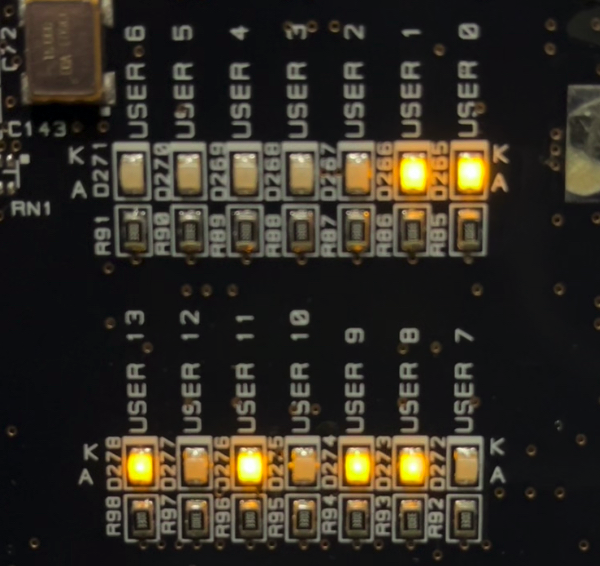 C72
USER 6
USER 5
USER 4
USER 3
USER 2
USER 1
USER 0
C143
K
D271
D270
D269
D268
D267
D266
D265
K
A
A
RN1
R91
R90
R89
R88
R87
R86
R85
USER 13
USER 12
USER 11
USER 10
USER 9
USER 8
USER 7
K
D278
D277
D276
D275
D274
D273
D272
K
A
A
R98
R97
R96
R95
R94
R93
R92